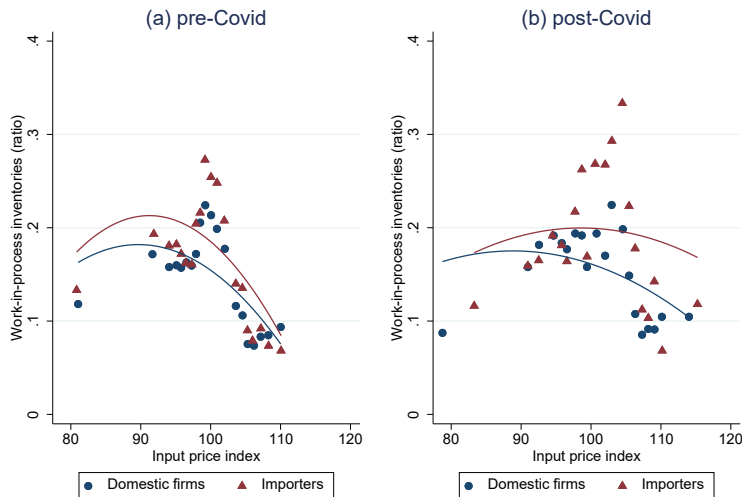 (a) pre-Covid
Work-in-process inventories (ratio)
.4
.3
.2
.1
0
80 90 100 110 120
Input price index
Domestic firms Importers
(b) post-Covid
Work-in-process inventories (ratio)
.4
.3
.2
.1
0
80 90 100 110 120
Input price index
Domestic firms Importers